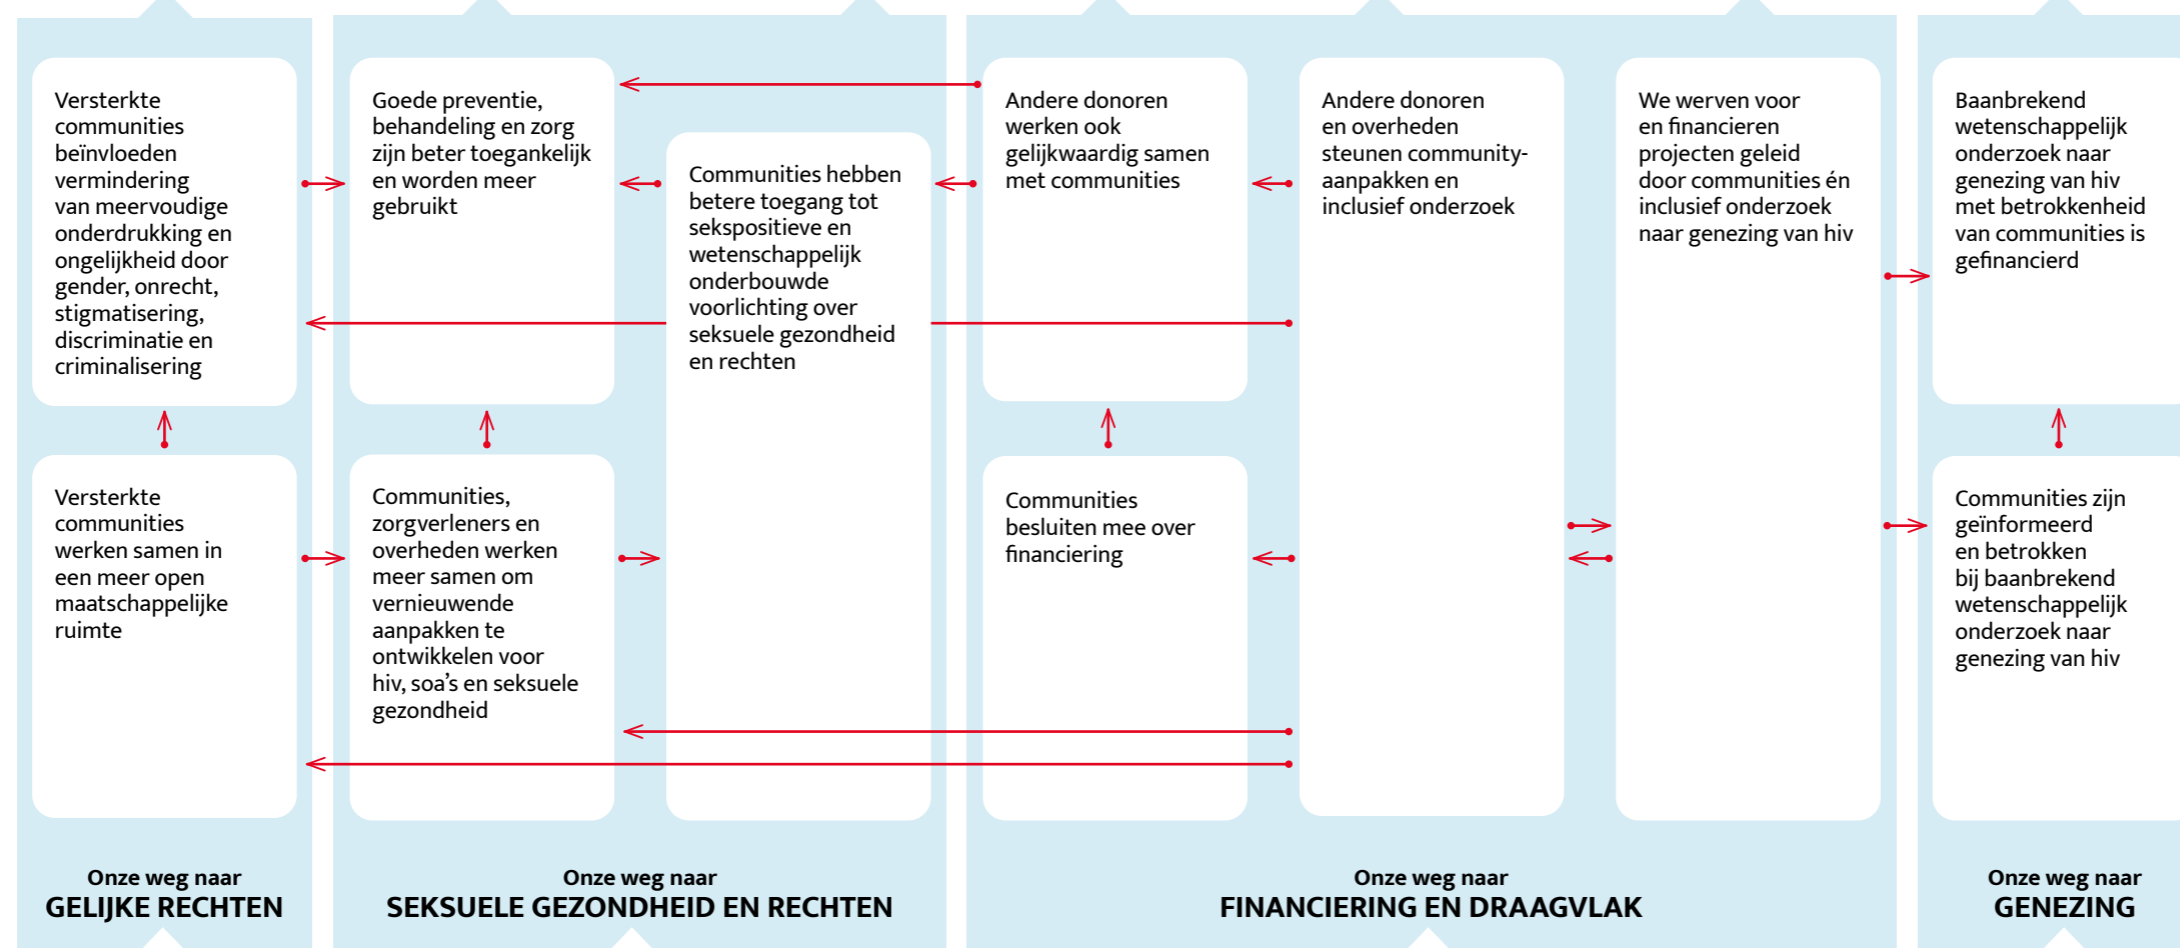 Versterkte
communities
beïnvloeden
vermindering
van meervoudige
onderdrukking en
ongelijkheid door
gender, onrecht,
stigmatisering,
discriminatie en
criminalisering
Versterkte
communities
werken samen in
een meer open
maatschappelijke
ruimte
Onze weg naar
GELIJKE RECHTEN
Goede preventie,
behandeling en zorg
zijn beter toegankelijk
en worden meer
gebruikt
Communities,
zorgverleners en
overheden werken
meer samen om
vernieuwende
aanpakken te
ontwikkelen voor
hiv, soa’s en seksuele
gezondheid
Communities hebben
betere toegang tot
sekspositieve en
wetenschappelijk
onderbouwde
voorlichting over
seksuele gezondheid
en rechten
Onze weg naar
SEKSUELE GEZONDHEID EN RECHTEN
Andere donoren
werken ook
gelijkwaardig samen
met communities
Communities
besluiten mee over
financiering
Andere donoren
en overheden
steunen community-
aanpakken en
inclusief onderzoek
We werven voor
en financieren
projecten geleid
door communities én
inclusief onderzoek
naar genezing van hiv
Onze weg naar
FINANCIERING EN DRAAGVLAK
Baanbrekend
wetenschappelijk
onderzoek naar
genezing van hiv
met betrokkenheid
van communities is
gefinancierd
Communities zijn
geïnformeerd
en betrokken
bij baanbrekend
wetenschappelijk
onderzoek naar
genezing van hiv
Onze weg naar
GENEZING